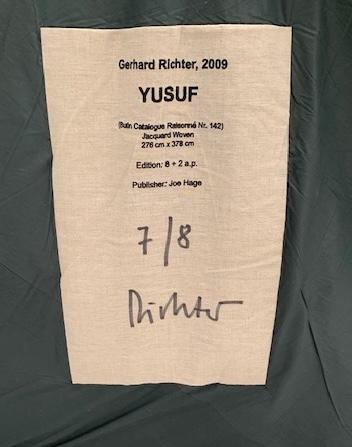 Gerhard Richter, 2009
YUSUF
(Butin Catalogue Raisonné Nr. 142)
Jacquard Woven
276 cm x 378 cm
Edition: 8 + 2 a.p.
Publisher: Joe Hage
7/8
Richter